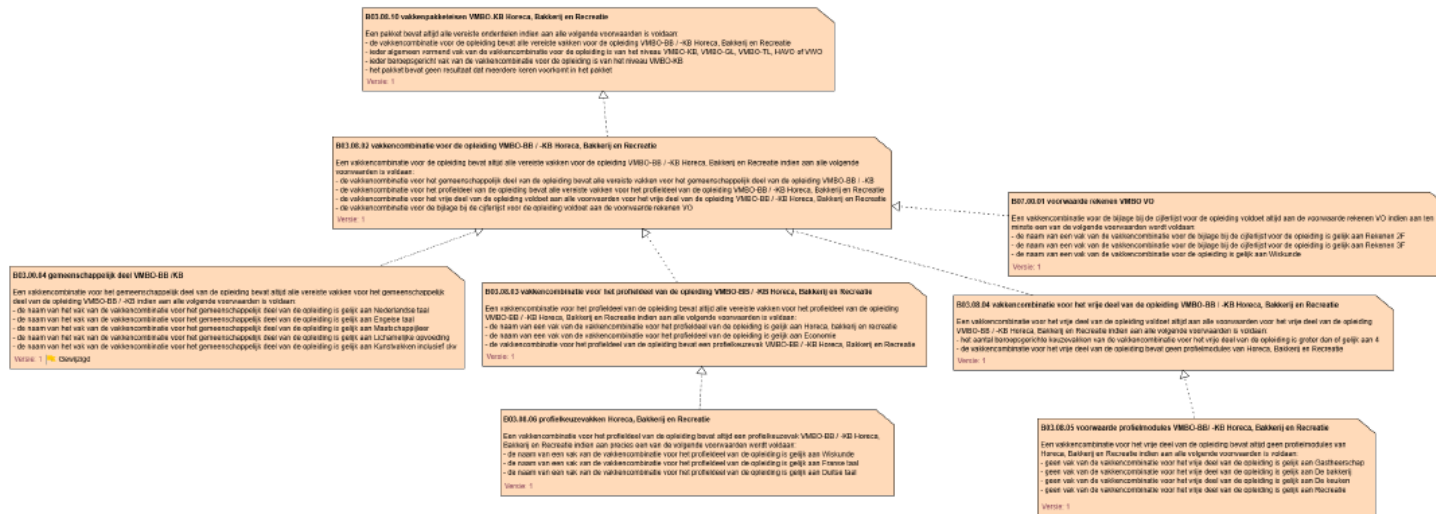 B03.08.10 vakkenpakketeisen VMBO-KB Horeca, Bakkerij en Recreatie
Een pakket bevat altijd alle vereiste onderdelen indien aan alle volgende voorwaarden is voldaan:
- de vakkencombinatie voor de opleiding bevat alle vereiste vakken voor de opleiding VMBO-BB / -KB Horeca, Bakkerij en Recreatie
- ieder algemeen vormend vak van de vakkencombinatie voor de opleiding is van het niveau VMBO-KB, VMBO-GL, VMBO-TL, HAVO of VWO
- ieder beroepsgericht vak van de vakkencombinatie voor de opleiding is van het niveau VMBO-KB
- het pakket bevat geen resultaat dat meerdere keren voorkomt in het pakket
Versie: 1
B03.08.02 vakkencombinatie voor de opleiding VMBO-BB / -KB Horeca, Bakkerij en Recreatie
Een vakkencombinatie voor de opleiding bevat altijd alle vereiste vakken voor de opleiding VMBO-BB / -KB Horeca, Bakkerij en Recreatie indien aan alle volgende
voorwaarden is voldaan:
- de vakkencombinatie voor het gemeenschappelijk deel van de opleiding bevat alle vereiste vakken voor het gemeenschappelijk deel van de opleiding VMBO-BB / -KB
- de vakkencombinatie voor het profieldeel van de opleiding bevat alle vereiste vakken voor het profieldeel van de opleiding VMBO-BB / -KB Horeca, Bakkerij en Recreatie
- de vakkencombinatie voor het vrije deel van de opleiding voldoet aan alle voorwaarden voor het vrije deel van de opleiding VMBO-BB / -KB Horeca, Bakkerij en Recreatie
- de vakkencombinatie voor de bijlage bij de cijferlijst voor de opleiding voldoet aan de voorwaarde rekenen VO
Versie: 1
B07.00.01 voorwaarde rekenen VMBO VO
Een vakkencombinatie voor de bijlage bij de cijferlijst voor de opleiding voldoet altijd aan de voorwaarde rekenen VO indien aan ten
minste een van de volgende voorwaarden wordt voldaan:
- de naam van een vak van de vakkencombinatie voor de bijlage bij de cijferlijst voor de opleiding is gelijk aan Rekenen 2F
- de naam van een vak van de vakkencombinatie voor de bijlage bij de cijferlijst voor de opleiding is gelijk aan Rekenen 3F
- de naam van een vak van de vakkencombinatie voor de opleiding is gelijk aan Wiskunde
Versie: 1
B03.00.04 gemeenschappelijk deel VMBO-BB /KB
Een vakkencombinatie voor het gemeenschappelijk deel van de opleiding bevat altijd alle vereiste vakken voor het gemeenschappelijk
deel van de opleiding VMBO-BB / -KB indien aan alle volgende voorwaarden is voldaan:
- de naam van het vak van de vakkencombinatie voor het gemeenschappelijk deel van de opleiding is gelijk aan Nederlandse taal
- de naam van het vak van de vakkencombinatie voor het gemeenschappelijk deel van de opleiding is gelijk aan Engelse taal
- de naam van het vak van de vakkencombinatie voor het gemeenschappelijk deel van de opleiding is gelijk aan Maatschappijleer
- de naam van het vak van de vakkencombinatie voor het gemeenschappelijk deel van de opleiding is gelijk aan Lichamelijke opvoeding
- de naam van het vak van de vakkencombinatie voor het gemeenschappelijk deel van de opleiding is gelijk aan Kunstvakken inclusief ckv
Versie: 1 Gewijzigd
B03.08.03 vakkencombinatie voor het profieldeel van de opleiding VMBO-BB / -KB Horeca, Bakkerij en Recreatie
Een vakkencombinatie voor het profieldeel van de opleiding bevat altijd alle vereiste vakken voor het profieldeel van de opleiding
VMBO-BB / -KB Horeca, Bakkerij en Recreatie indien aan alle volgende voorwaarden is voldaan:
- de naam van een vak van de vakkencombinatie voor het profieldeel van de opleiding is gelijk aan Horeca, bakkerij en recreatie
- de naam van een vak van de vakkencombinatie voor het profieldeel van de opleiding is gelijk aan Economie
- de vakkencombinatie voor het profieldeel van de opleiding bevat een profielkeuzevak VMBO-BB / -KB Horeca, Bakkerij en Recreatie
Versie: 1
B03.08.04 vakkencombinatie voor het vrije deel van de opleiding VMBO-BB / -KB Horeca, Bakkerij en Recreatie
Een vakkencombinatie voor het vrije deel van de opleiding voldoet altijd aan alle voorwaarden voor het vrije deel van de opleiding
VMBO-BB / -KB Horeca, Bakkerij en Recreatie indien aan alle volgende voorwaarden is voldaan:
- het aantal beroepsgerichte keuzevakken van de vakkencombinatie voor het vrije deel van de opleiding is groter dan of gelijk aan 4
- de vakkencombinatie voor het vrije deel van de opleiding bevat geen profielmodules van Horeca, Bakkerij en Recreatie
Versie: 1
B03.08.06 profielkeuzevakken Horeca, Bakkerij en Recreatie
Een vakkencombinatie voor het profieldeel van de opleiding bevat altijd een profielkeuzevak VMBO-BB / -KB Horeca,
Bakkerij en Recreatie indien aan precies een van de volgende voorwaarden wordt voldaan:
- de naam van een vak van de vakkencombinatie voor het profieldeel van de opleiding is gelijk aan Wiskunde
- de naam van een vak van de vakkencombinatie voor het profieldeel van de opleiding is gelijk aan Franse taal
- de naam van een vak van de vakkencombinatie voor het profieldeel van de opleiding is gelijk aan Duitse taal
Versie: 1
B03.08.05 voorwaarde profielmodules VMBO-BB/ -KB Horeca, Bakkerij en Recreatie
Een vakkencombinatie voor het vrije deel van de opleiding bevat altijd geen profielmodules van
Horeca, Bakkerij en Recreatie indien aan alle volgende voorwaarden is voldaan:
- geen vak van de vakkencombinatie voor het vrije deel van de opleiding is gelijk aan Gastheerschap
- geen vak van de vakkencombinatie voor het vrije deel van de opleiding is gelijk aan De bakkerij
- geen vak van de vakkencombinatie voor het vrije deel van de opleiding is gelijk aan De keuken
- geen vak van de vakkencombinatie voor het vrije deel van de opleiding is gelijk aan Recreatie
Versie: 1